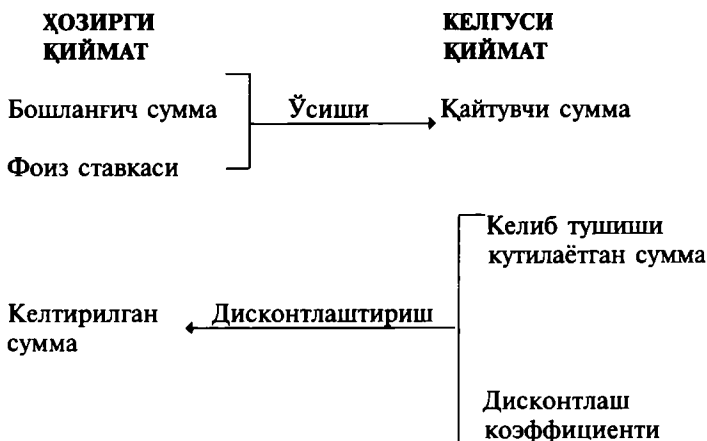 ҲОЗИРГИ КЕЛГУСИ
ҚИЙМАТ ҚИЙМАТ
Бошланғич сумма Ўсиши Қайтувчи сумма
Фоиз ставкаси
Келиб тушиши
кутилаётган сумма
Келтирилган Дисконтлаштириш
сумма
Дисконтлаш
коэффициенти